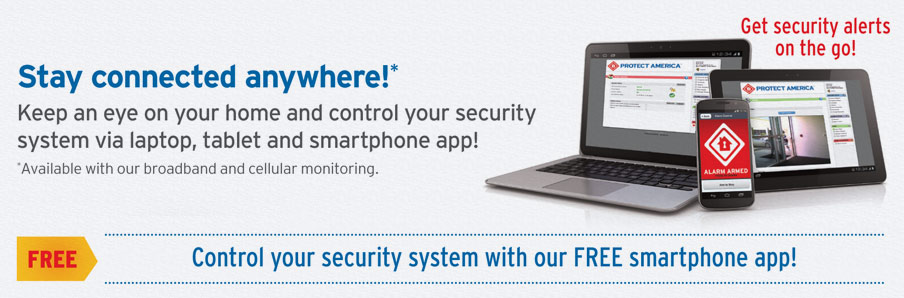 Get security alerts
on the go!
Stay connected anywhere!*
Keep an eye on your home and control your security
system via laptop, tablet and smartphone app!
*Available with our broadband and cellular monitoring.
PROTECT AMERICA
PROTECT AMERICA
ALARM ARMED
FREE
Control your security system with our FREE smartphone app!